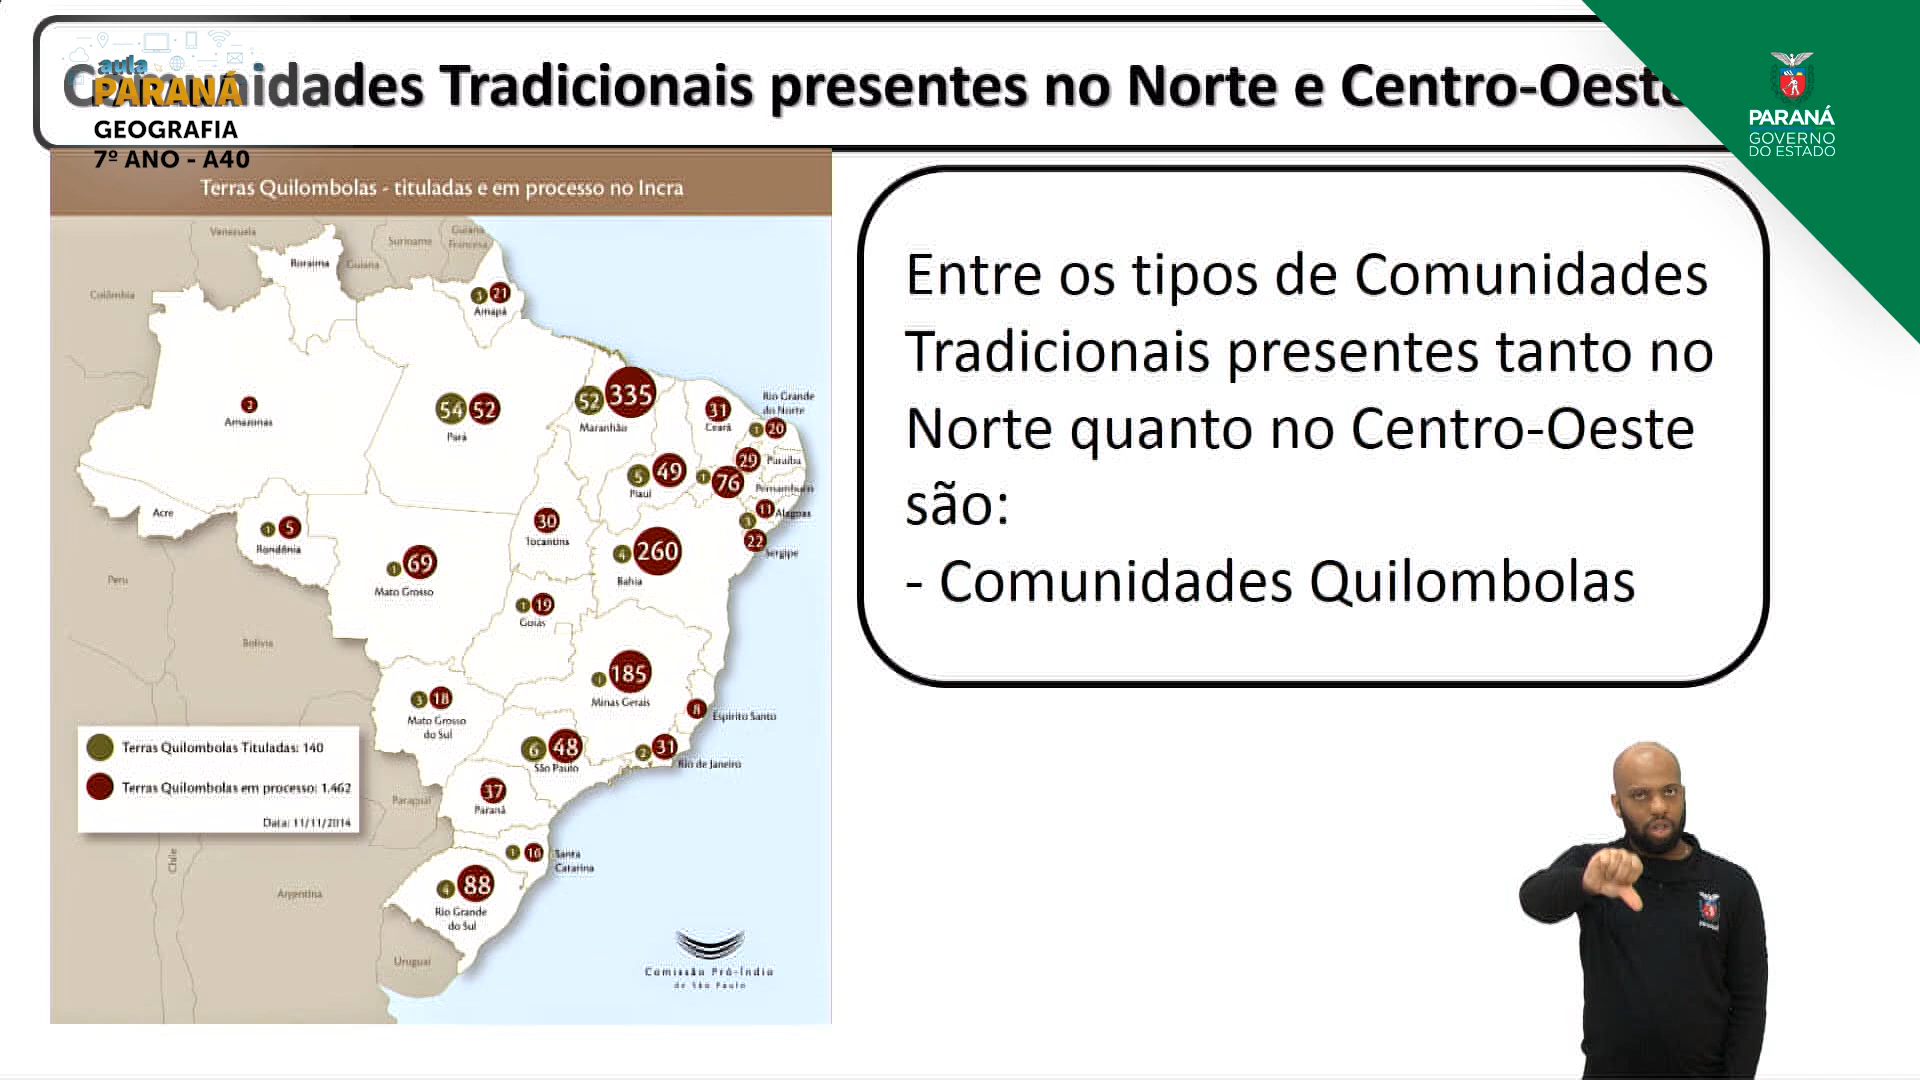 Comunidades Tradicionais presentes no Norte e Centro-Oeste
aula
PARANÁ
GEOGRAFIA
7º ANO - A40
PARANÁ
GOVERNO
DO ESTADO
Terras Quilombolas - tituladas e em processo no Incra
Venezuela
Suriname
Guiana
Francesa
Guiana
Roraima
Colômbia
3 21
Amapá
2
Amazonas
54 52
Pará
52 335
Maranhão
31
Ceará
Rio Grande
do Norte
1 20
29 Paraíba
5 49
Piauí
1 76
Pernambuco
11 Alagoas
22
Sergipe
Acre
1 5
Rondônia
30
Tocantins
4 260
Bahia
1 69
Mato Grosso
1 19
Goiás
Peru
Bolívia
1 185
Minas Gerais
8 Espírito Santo
3 18
Mato Grosso
do Sul
6 48
São Paulo
2 31
Rio de Janeiro
37
Paraná
Paraguai
1 16 Santa
Catarina
4 88
Rio Grande
do Sul
Chile
Argentina
Uruguai
Terras Quilombolas Tituladas: 140
Terras Quilombolas em processo: 1.462
Data: 11/11/2014
Comissão Pró-Índio
de São Paulo
Entre os tipos de Comunidades
Tradicionais presentes tanto no
Norte quanto no Centro-Oeste
são:
- Comunidades Quilombolas